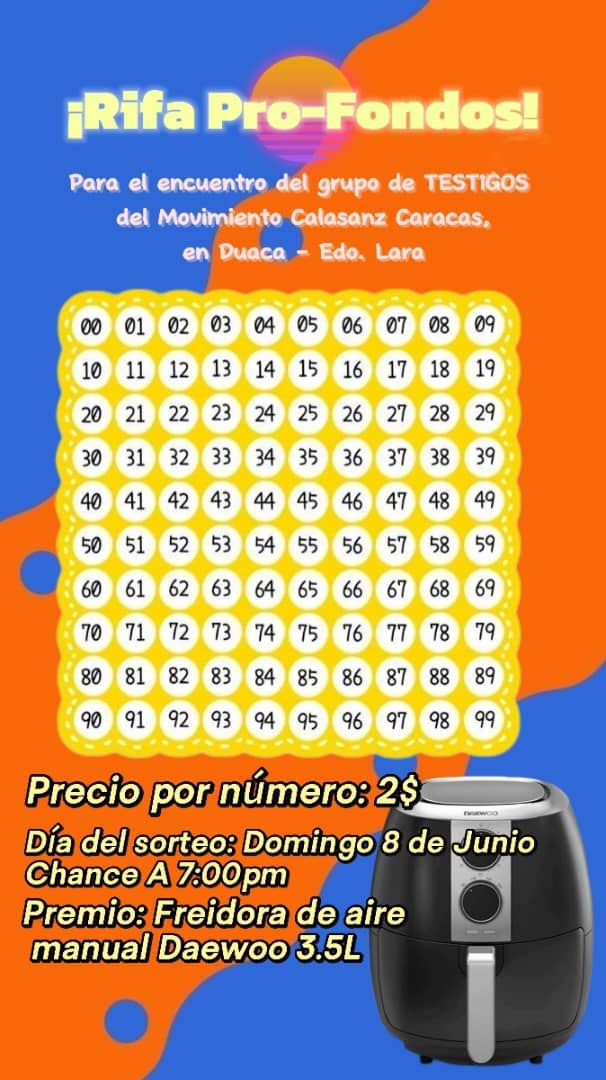 ¡Rifa Pro-Fondos!
Para el encuentro del grupo de TESTIGOS
del Movimiento Calasanz Caracas,
en Duaca - Edo. Lara
00 01 02 03 04 05 06 07 08 09
10 11 12 13 14 15 16 17 18 19
20 21 22 23 24 25 26 27 28 29
30 31 32 33 34 35 36 37 38 39
40 41 42 43 44 45 46 47 48 49
50 51 52 53 54 55 56 57 58 59
60 61 62 63 64 65 66 67 68 69
70 71 72 73 74 75 76 77 78 79
80 81 82 83 84 85 86 87 88 89
90 91 92 93 94 95 96 97 98 99
Precio por número: 2$
DAEWOO
Día del sorteo: Domingo 8 de Junio
Chance A 7:00pm
Premio: Freidora de aire
manual Daewoo 3.5L